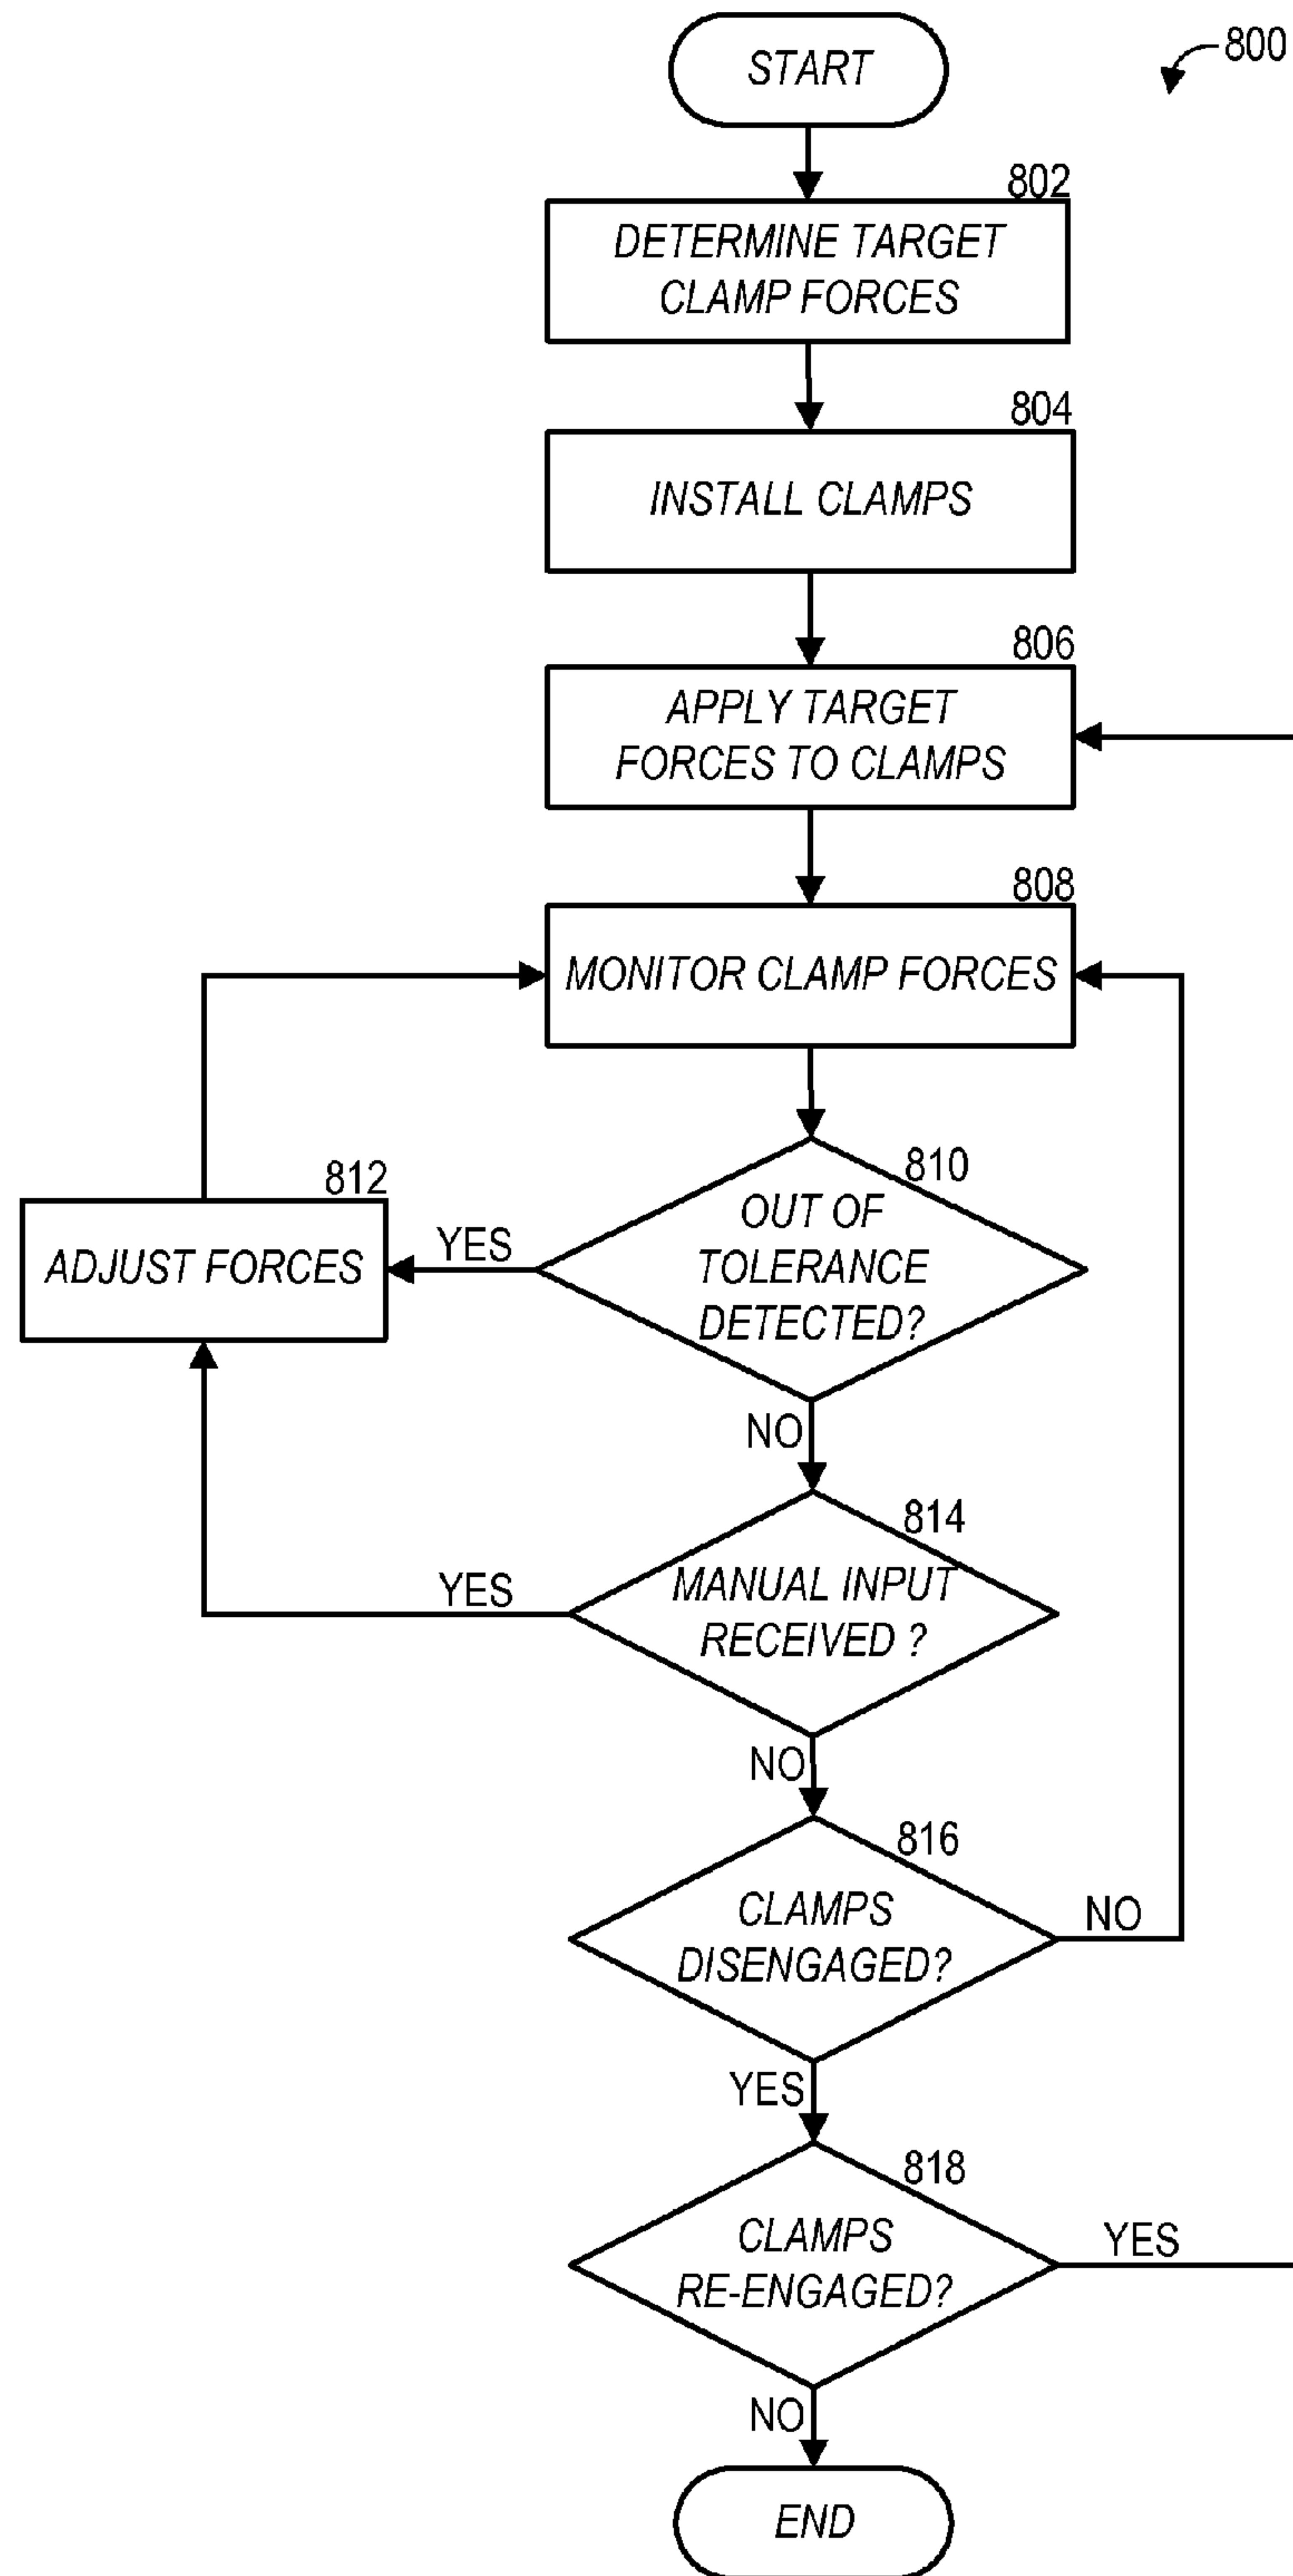 START
800
802
DETERMINE TARGET
CLAMP FORCES
804
INSTALL CLAMPS
806
APPLY TARGET
FORCES TO CLAMPS
808
MONITOR CLAMP FORCES
810
OUT OF
TOLERANCE
DETECTED?
YES
812
ADJUST FORCES
NO
814
MANUAL INPUT
RECEIVED ?
YES
NO
816
CLAMPS
DISENGAGED?
NO
YES
818
CLAMPS
RE-ENGAGED?
YES
NO
END